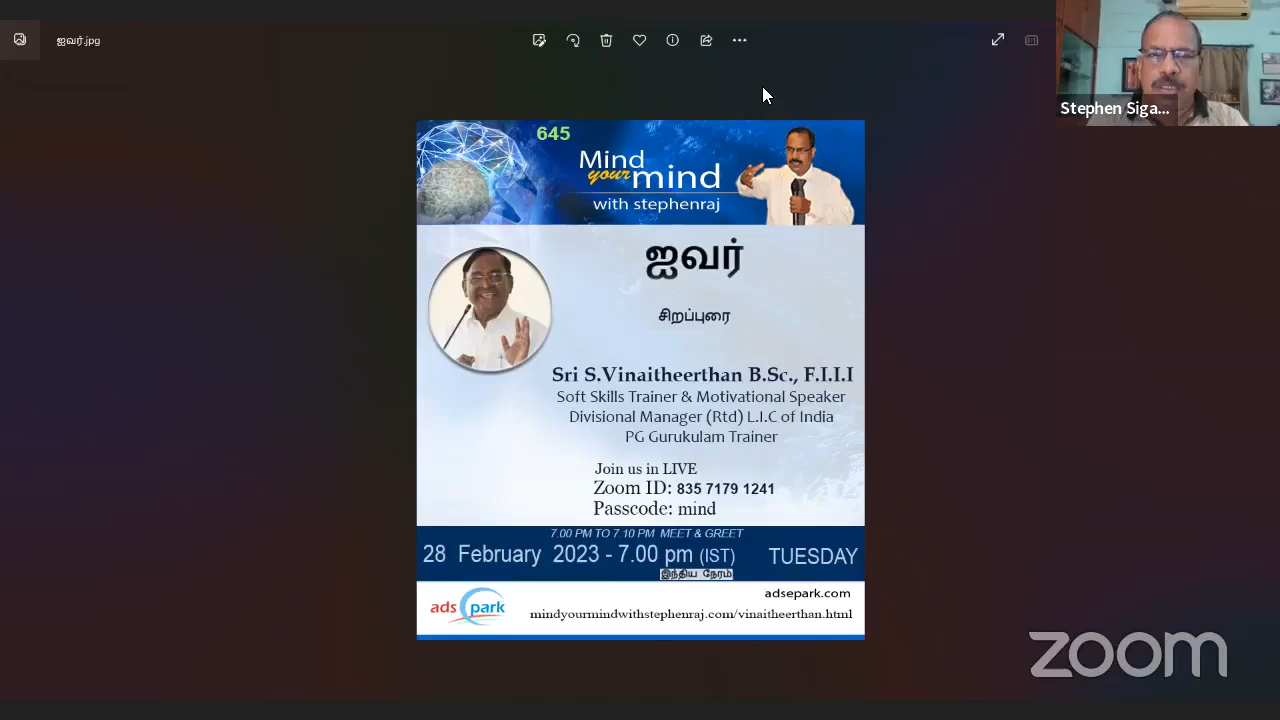 ஐவர்.jpg
Stephen Siga...
645
Mind
your mind
with stephenraj
ஐவர்
சிறப்புரை
Sri S.Vinaitheerthan B.Sc., F.I.I.I
Soft Skills Trainer & Motivational Speaker
Divisional Manager (Rtd) L.I.C of India
PG Gurukulam Trainer
Join us in LIVE
Zoom ID: 835 7179 1241
Passcode: mind
7.00 PM TO 7.10 PM MEET & GREET
28 February 2023 - 7.00 pm (IST) TUESDAY
இந்திய நேரம்
adsepark.com
ads park
mindyourmindwithstephenraj.com/vinaitheerthan.html
zoom